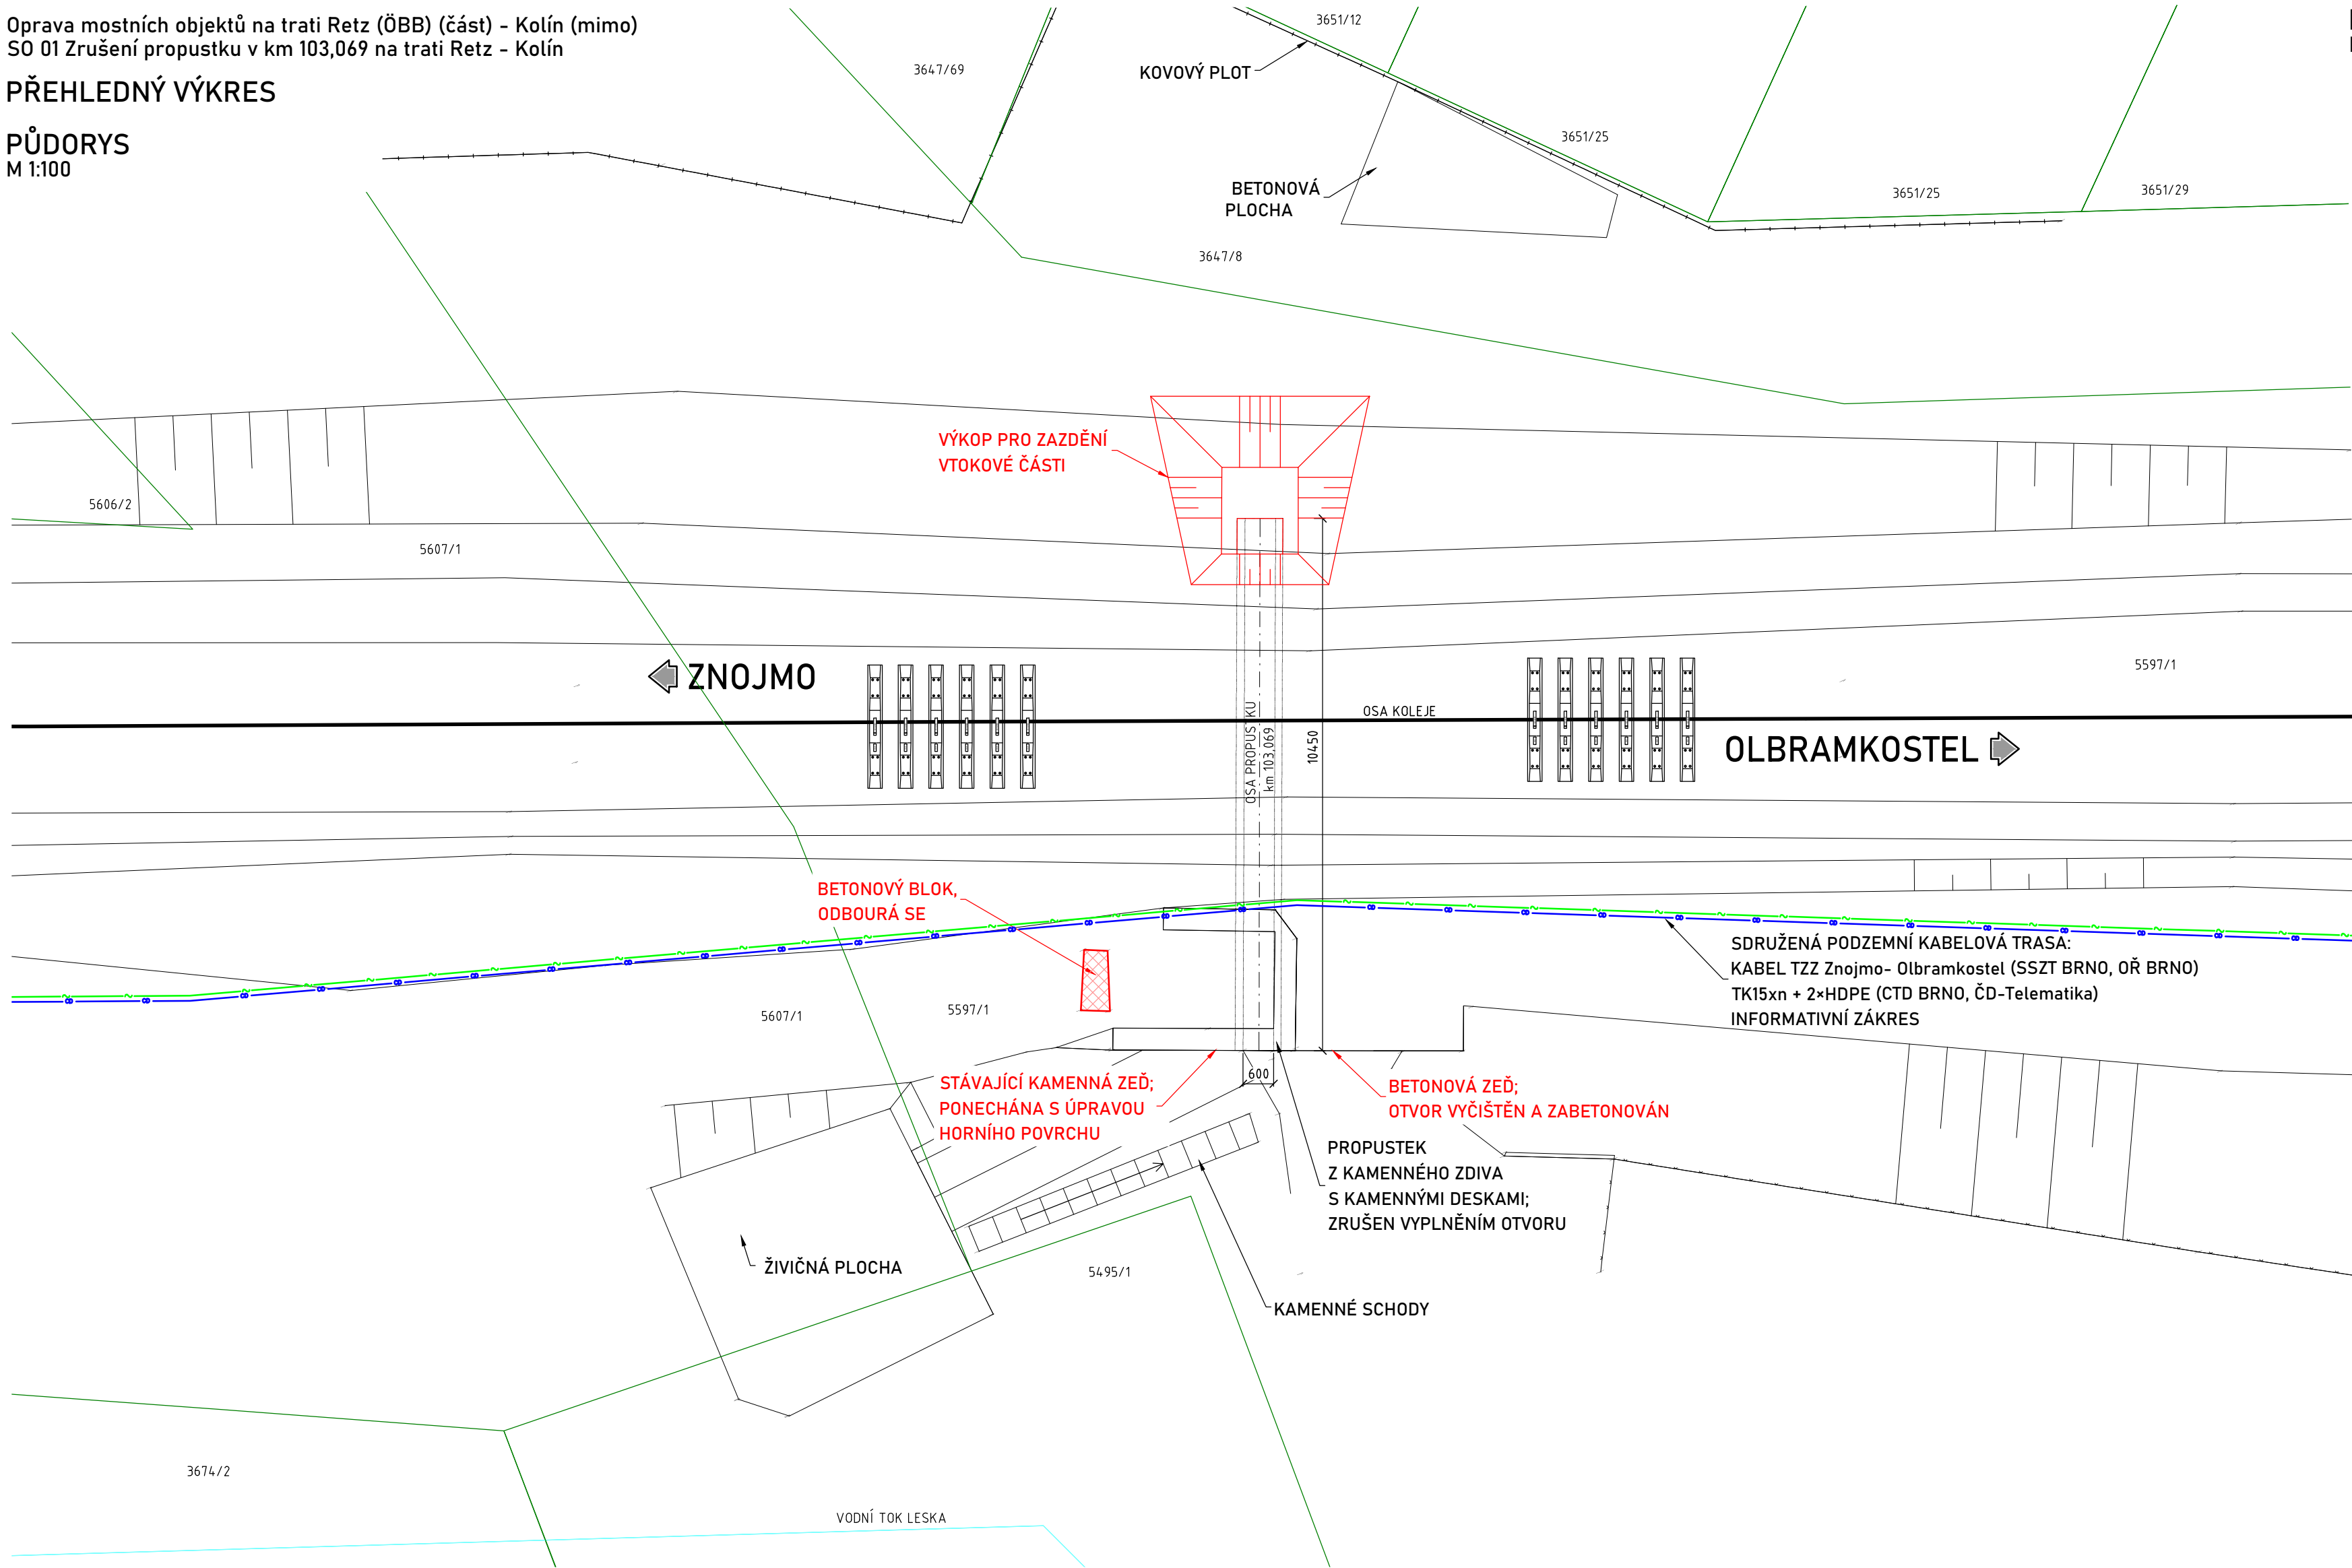 Oprava mostních objektů na trati Retz (ÖBB) (část) - Kolín (mimo)
SO 01 Zrušení propustku v km 103,069 na trati Retz - Kolín
PŘEHLEDNÝ VÝKRES
PŮDORYS
M 1:100
3647/69
3651/12
KOVOVÝ PLOT
3651/25
BETONOVÁ
PLOCHA
3651/25
3651/29
3647/8
VÝKOP PRO ZAZDĚNÍ
VTOKOVÉ ČÁSTI
5606/2
5607/1
ZNOJMO
5597/1
OSA KOLEJE
OSA PROPUSTKU
km 103,069
10450
OLBRAMKOSTEL
BETONOVÝ BLOK,
ODBOURÁ SE
SDRUŽENÁ PODZEMNÍ KABELOVÁ TRASA:
KABEL TZZ Znojmo- Olbramkostel (SSZT BRNO, OŘ BRNO)
TK15xn + 2×HDPE (CTD BRNO, ČD-Telematika)
INFORMATIVNÍ ZÁKRES
5607/1
5597/1
600
STÁVAJÍCÍ KAMENNÁ ZEĎ;
PONECHÁNA S ÚPRAVOU
HORNÍHO POVRCHU
BETONOVÁ ZEĎ;
OTVOR VYČIŠTĚN A ZABETONOVÁN
PROPUSTEK
Z KAMENNÉHO ZDIVA
S KAMENNÝMI DESKAMI;
ZRUŠEN VYPLNĚNÍM OTVORU
ŽIVIČNÁ PLOCHA
5495/1
KAMENNÉ SCHODY
3674/2
VODNÍ TOK LESKA